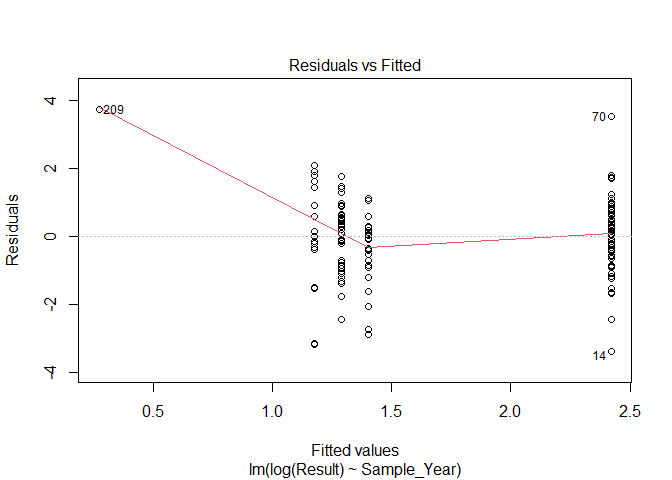 Residuals vs Fitted
Residuals
4
2
0
-2
-4
209
70
14
0.5 1.0 1.5 2.0 2.5
Fitted values
lm(log(Result) ~ Sample_Year)